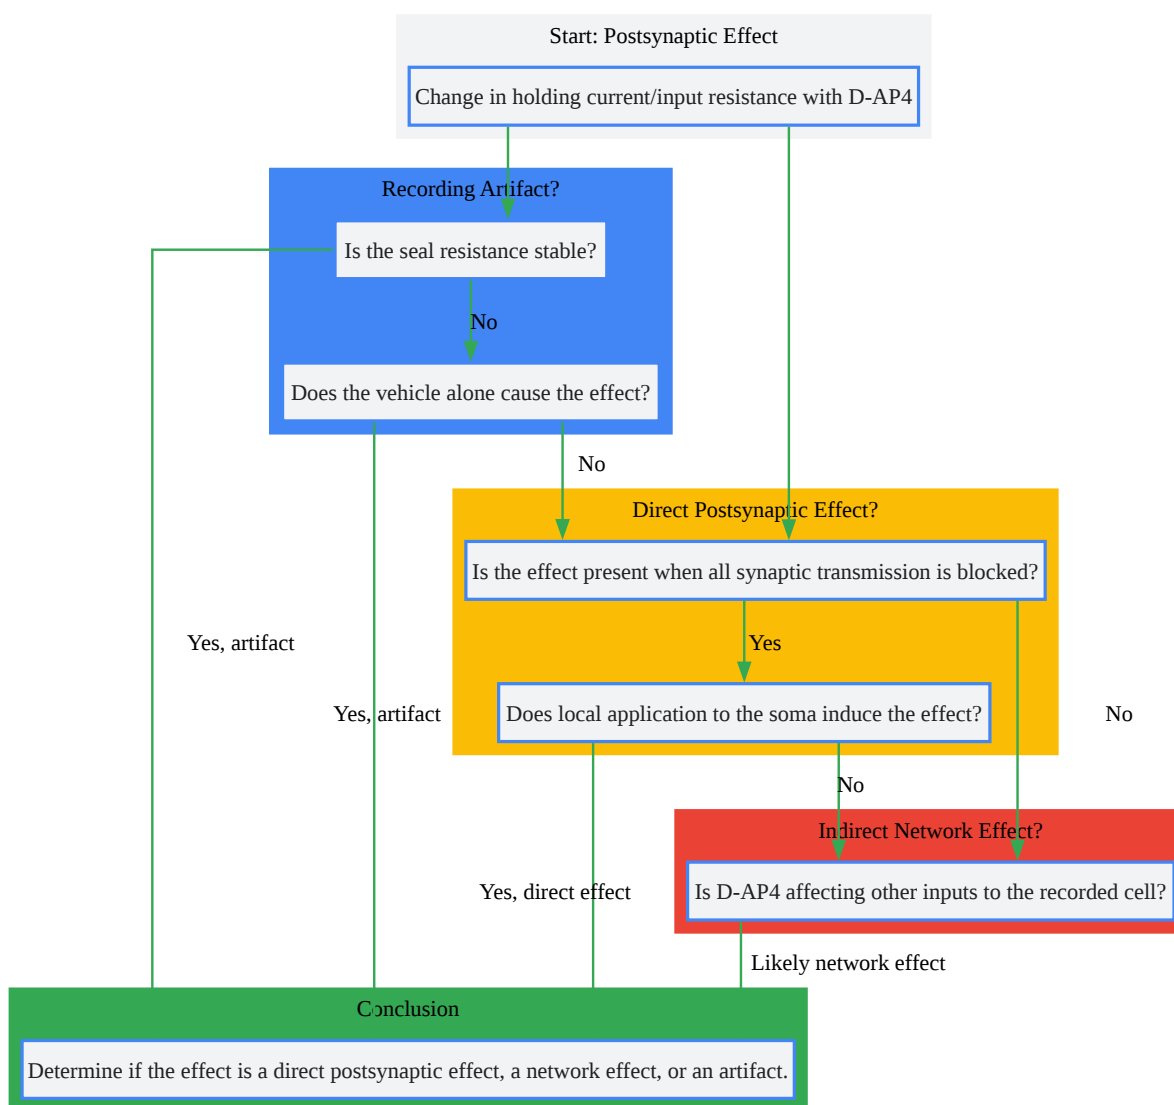 Start: Postsynaptic Effect
Change in holding current/input resistance with D-AP4
Recording Artifact?
Is the seal resistance stable?
No
Does the vehicle alone cause the effect?
No
Direct Postsynaptic Effect?
Is the effect present when all synaptic transmission is blocked?
Yes, artifact
Yes
Yes, artifact
Does local application to the soma induce the effect?
No
No
Indirect Network Effect?
Yes, direct effect
Is D-AP4 affecting other inputs to the recorded cell?
Likely network effect
Conclusion
Determine if the effect is a direct postsynaptic effect, a network effect, or an artifact.